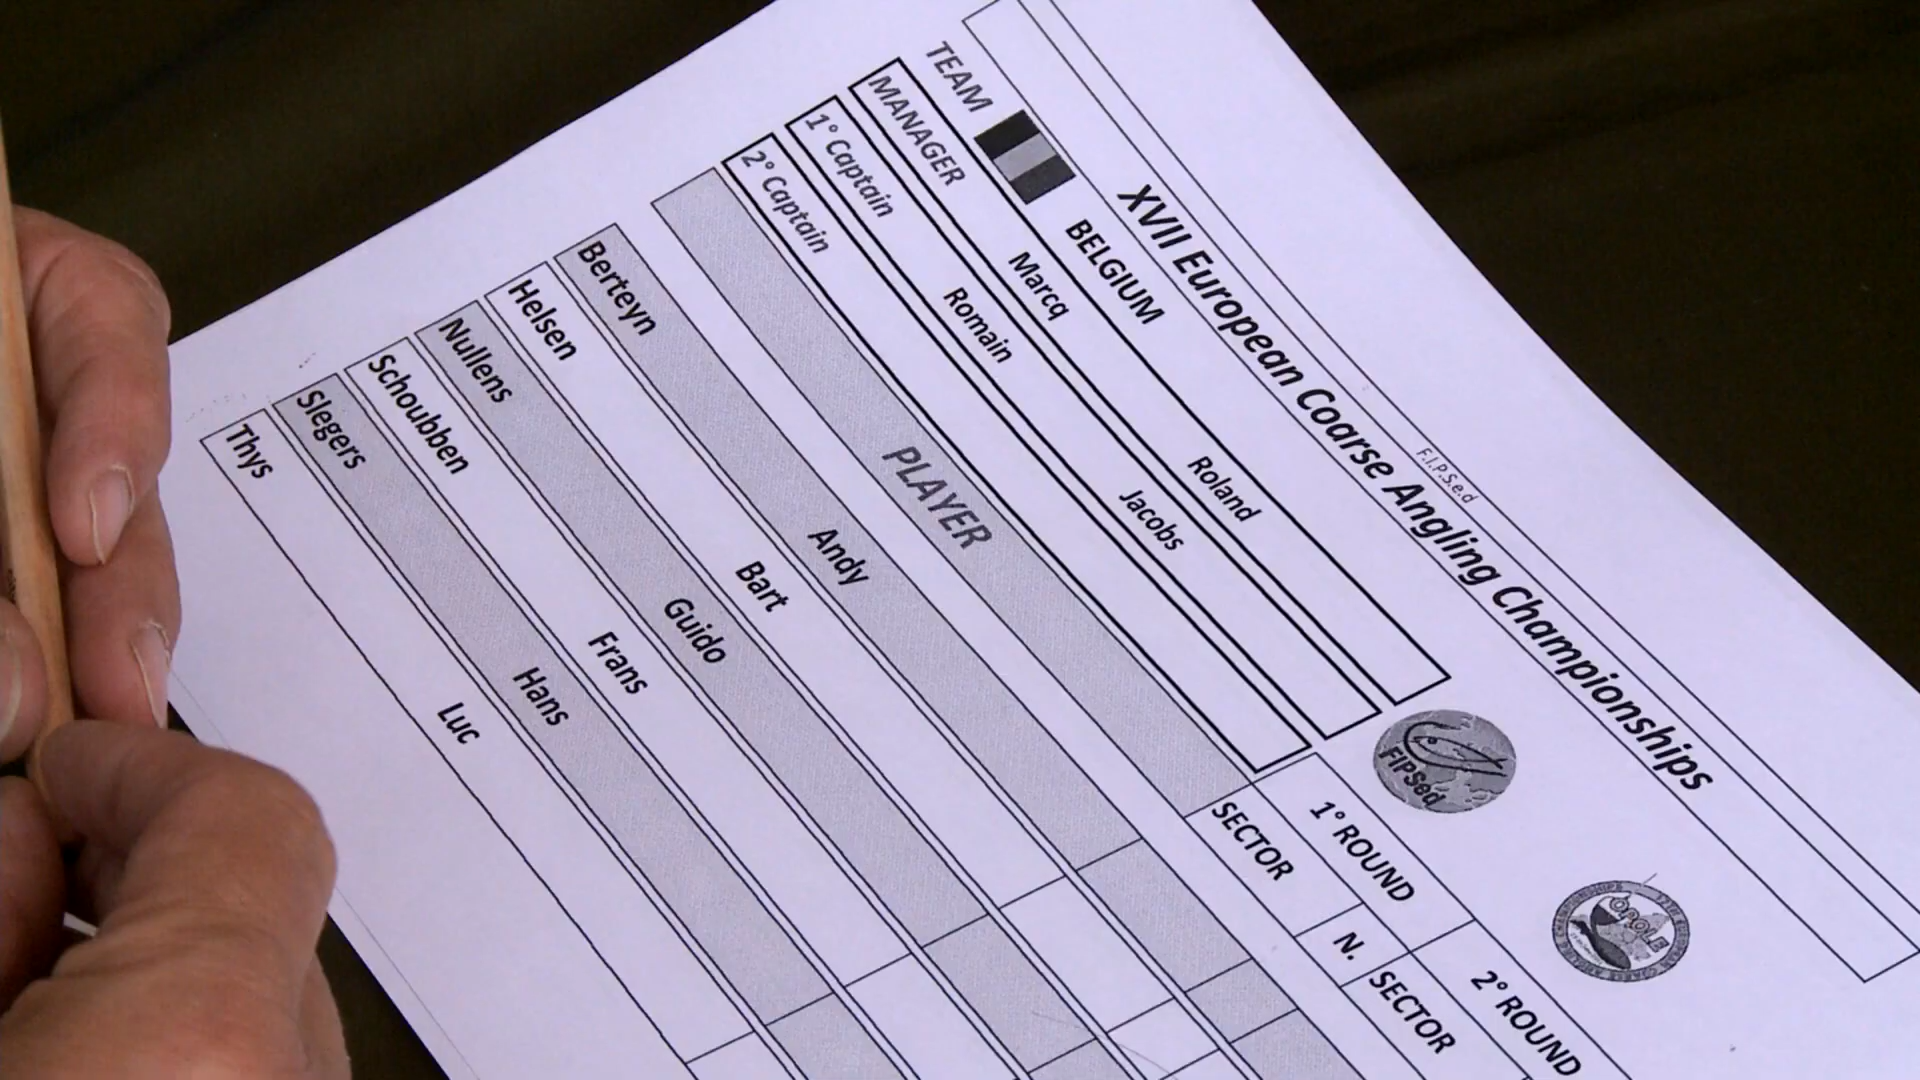 F.I.P.S.e.d
XVII European Coarse Angling Championships
TEAM BELGIUM
MANAGER Marcq Roland
1° Captain Romain Jacobs
2° Captain
FIPSed
OPOLE
PLAYER 1° ROUND 2° ROUND
SECTOR N. SECTOR
Berteyn Andy
Helsen Bart
Nullens Guido
Schoubben Frans
Slegers Hans
Thys Luc